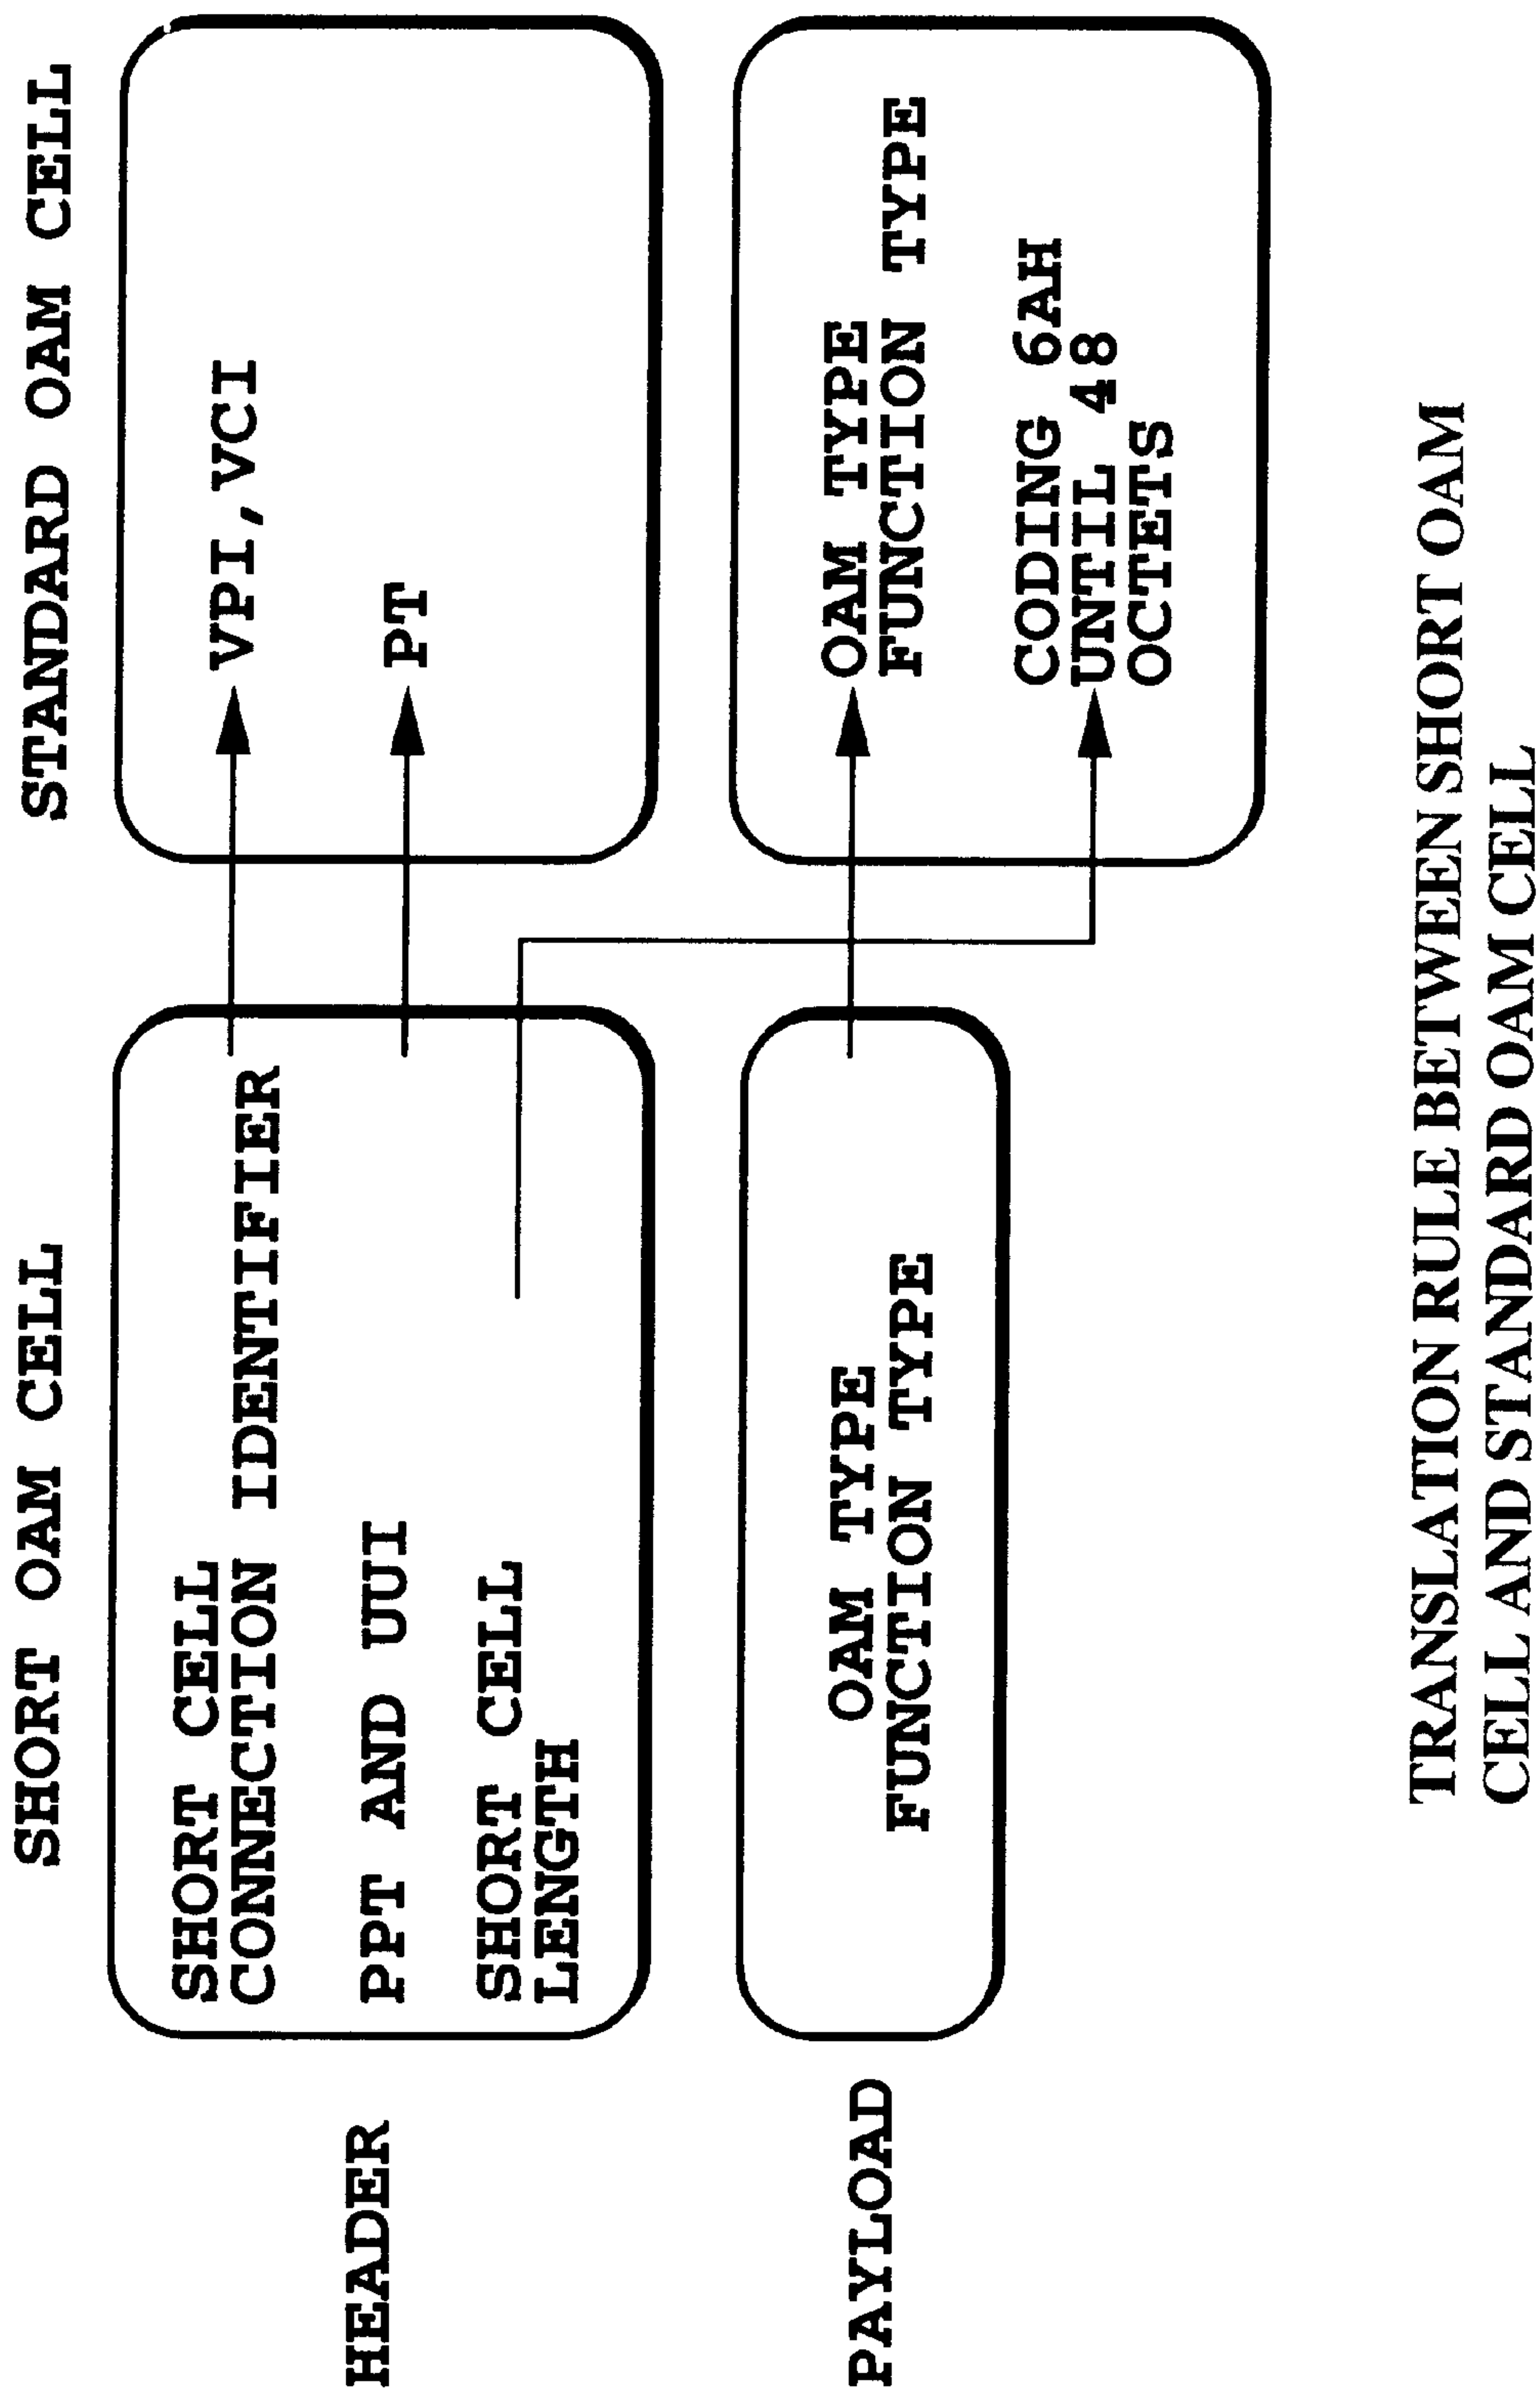 SHORT OAM CELL
STANDARD OAM CELL
HEADER
SHORT CELL
CONNECTION IDENTIFIER
PPT AND UUI
SHORT CELL
LENGTH
VPI,VCI
PT
PAYLOAD
OAM TYPE
FUNCTION TYPE
OAM TYPE
FUNCTION TYPE
CODING 6AH
UNTIL 48
OCTETS
TRANSLATION RULE BETWEEN SHORT OAM
CELL AND STANDARD OAM CELL